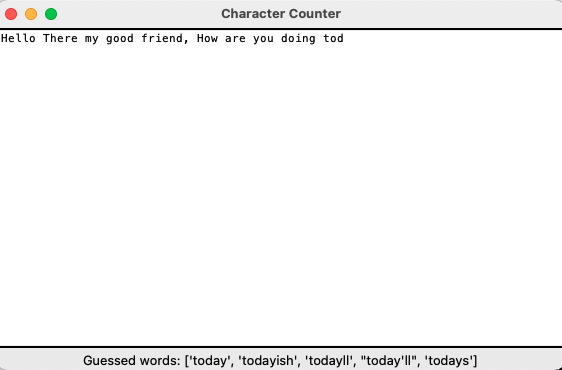 Character Counter
Hello There my good friend, How are you doing tod
Guessed words: ['today', 'todayish', 'todayll', "today'll", 'todays']